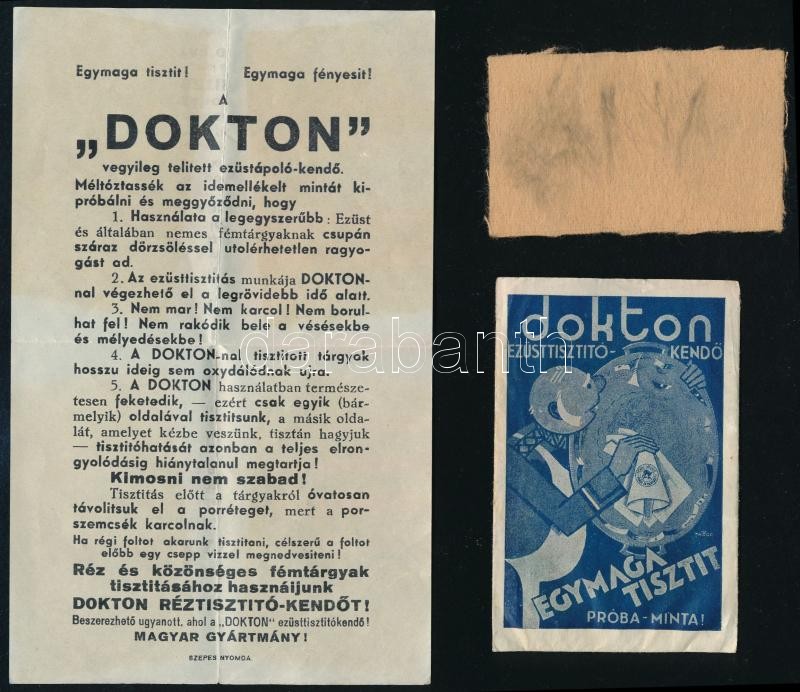 Egymaga tisztit! Egymaga fényesit!
A
„DOKTON”
vegyileg telitett ezüstápoló-kendő.
Méltóztassék az idemellékelt mintát ki-
próbálni és meggyőződni, hogy
1. Használata a legegyszerűbb: Ezüst
és általában nemes fémtárgyaknak csupán
száraz dörzsöléssel utolérhetetlen ragyo-
gást ad.
2. Az ezüsttisztitás munkája DOKTON-
nal végezhető el a legrövidebb idő alatt.
3. Nem mar! Nem karcol! Nem borul-
hat fel! Nem rakódik bele a vésésekbe
és mélyedésekbe!
4. A DOKTON-nal tisztitott tárgyak
hosszu ideig sem oxydálódnak ujra.
5. A DOKTON használatban természe-
tesen feketedik, — ezért csak egyik (bár-
melyik) oldalával tisztitsunk, a másik olda-
lát, amelyet kézbe veszünk, tisztán hagyjuk
— tisztitóhatását azonban a teljes elron-
gyolódásig hiánytalanul megtartja!
Kimosni nem szabad!
Tisztitás előtt a tárgyakról óvatosan
távolitsuk el a porréteget, mert a por-
szemcsék karcolnak.
Ha régi foltot akarunk tisztitani, célszerű a foltot
előbb egy csepp vizzel megnedvesiteni!
Réz és közönséges fémtárgyak
tisztitásához használjunk
DOKTON RÉZTISZTITÓ-KENDŐT!
Beszerezhető ugyanott, ahol a „DOKTON” ezüsttisztitókendő!
MAGYAR GYÁRTMÁNY!
SZEPES NYOMDA
dokton
EZÜSTTISZTITÓ-KENDŐ
EGYMAGA
TISZTIT
PRÓBA-MINTA!
darabanth